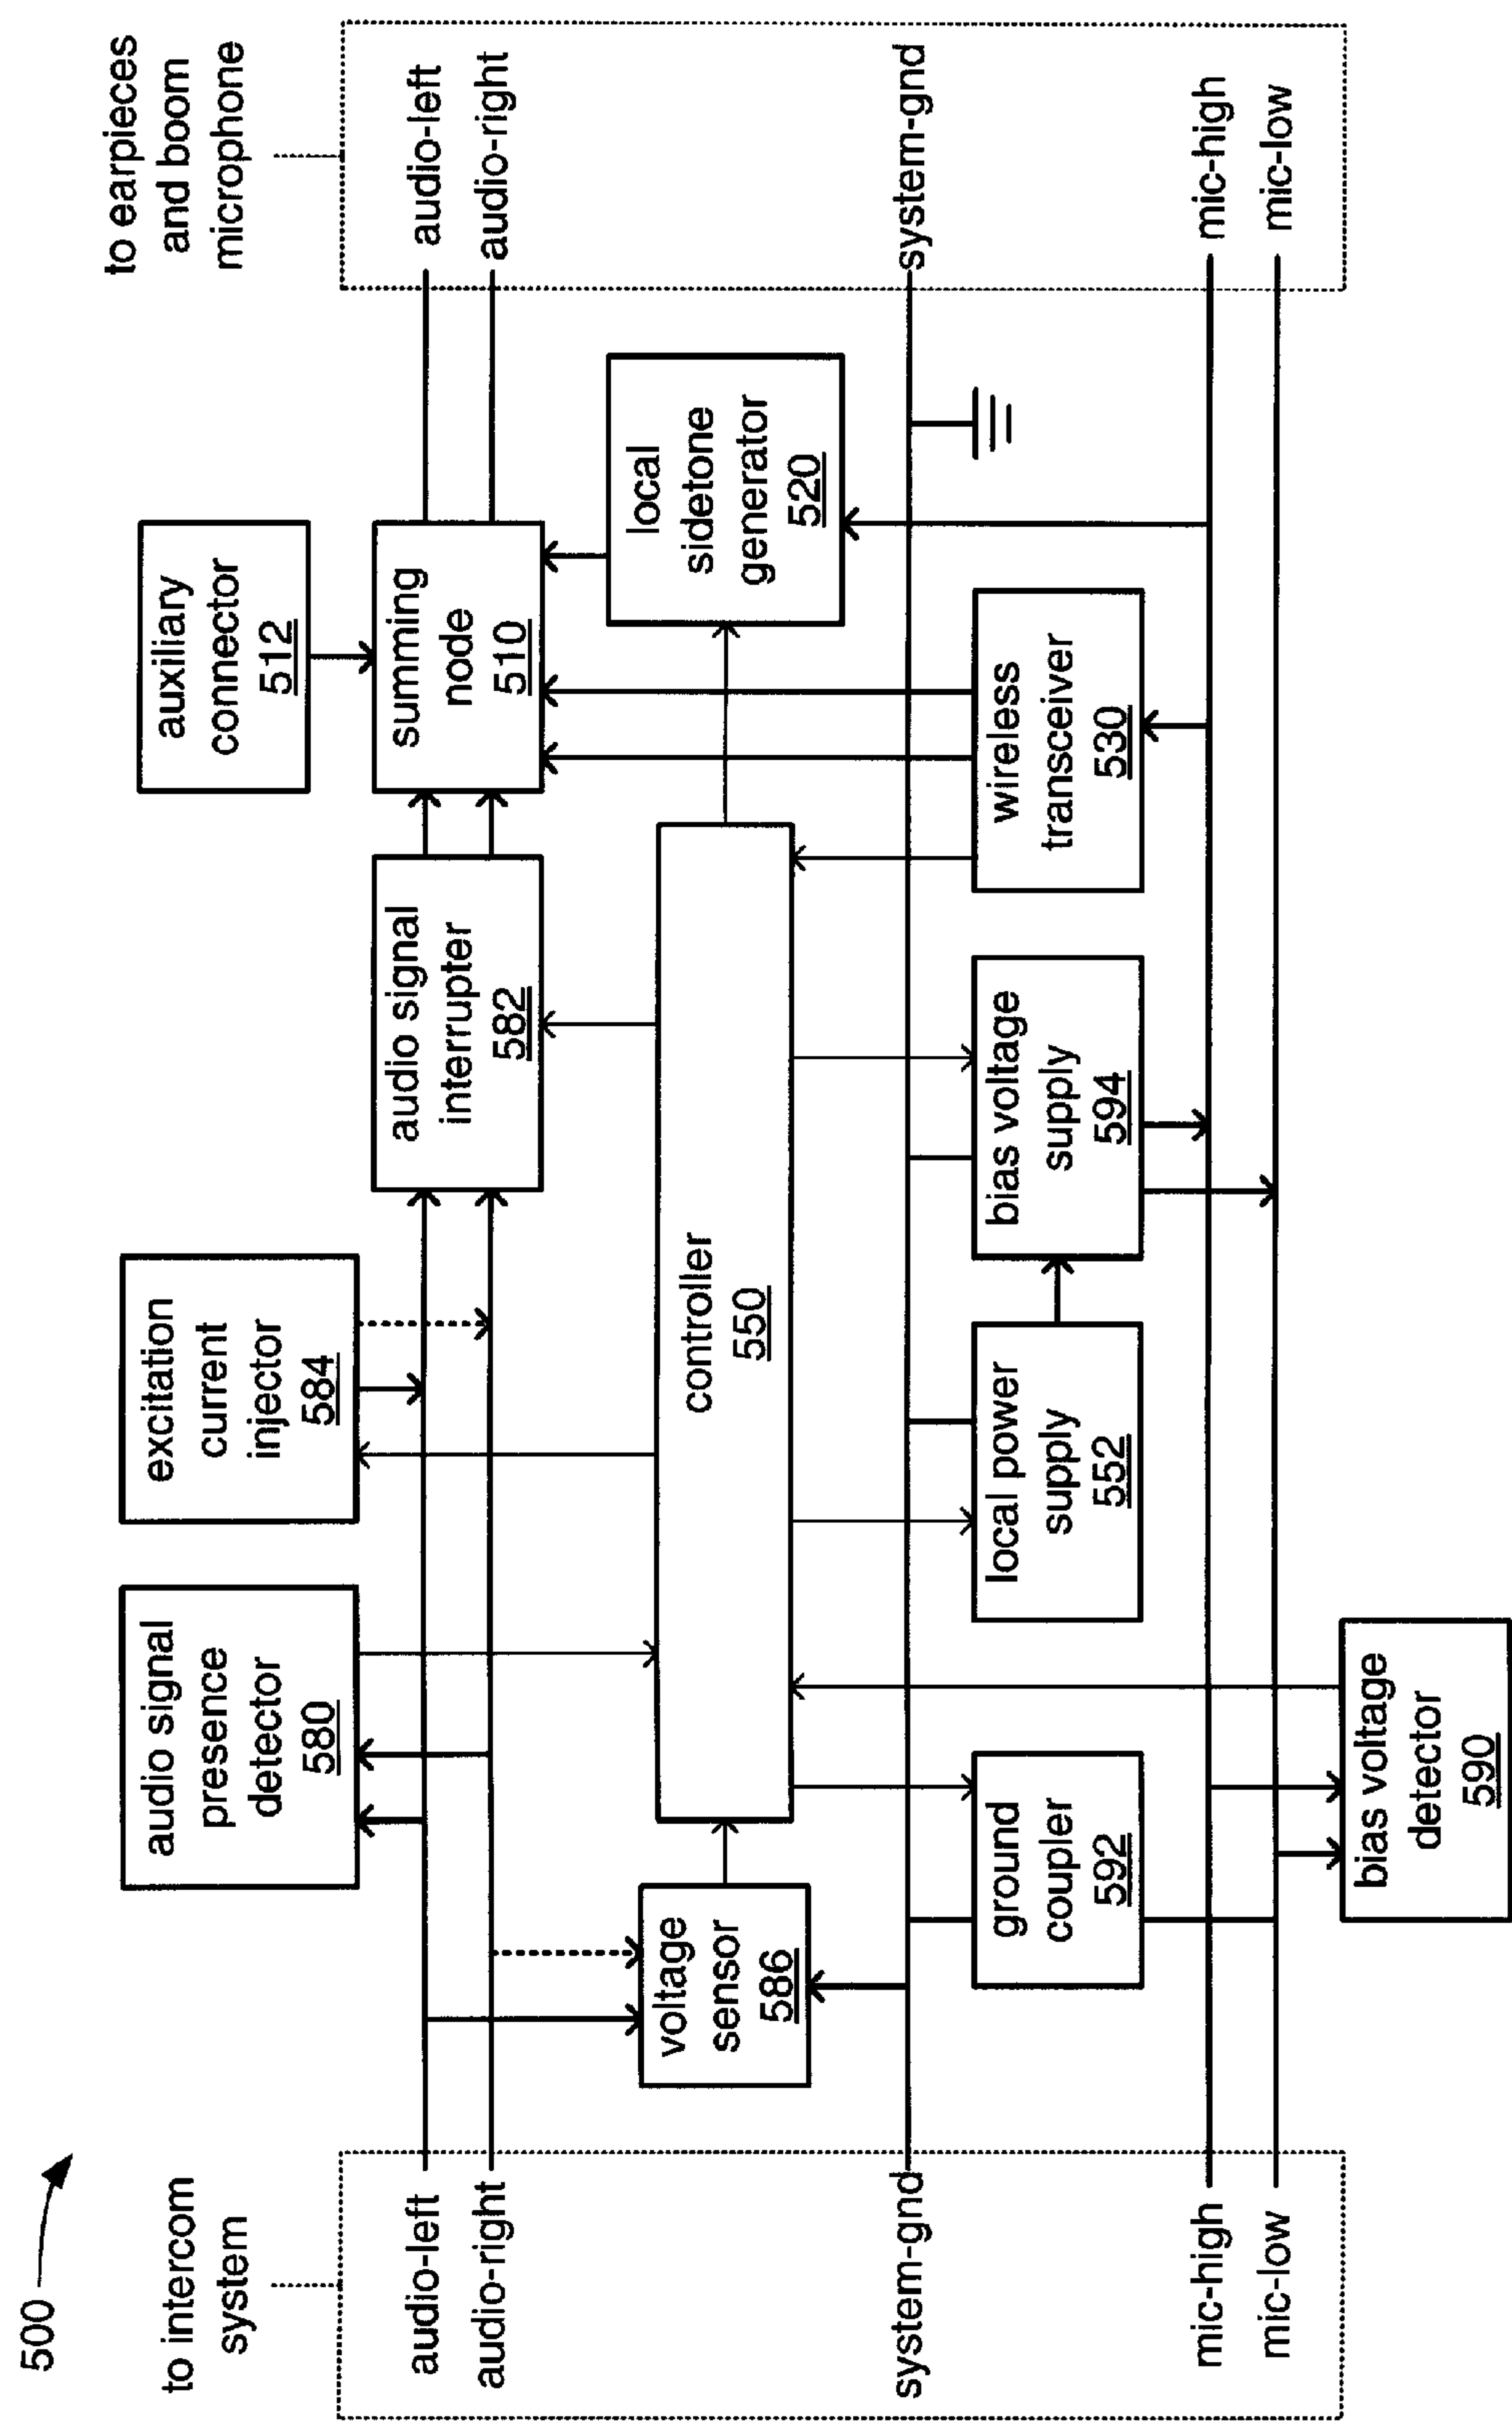 500
to intercom
system
audio-left
audio-right
system-gnd
mic-high
mic-low
audio signal
presence
detector
580
excitation
current
injector
584
voltage
sensor
586
audio signal
interrupter
582
auxiliary
connector
512
summing
node
510
controller
550
local
sidetone
generator
520
ground
coupler
592
local power
supply
552
bias voltage
supply
594
wireless
transceiver
530
bias voltage
detector
590
to earpieces
and boom
microphone
audio-left
audio-right
system-gnd
mic-high
mic-low